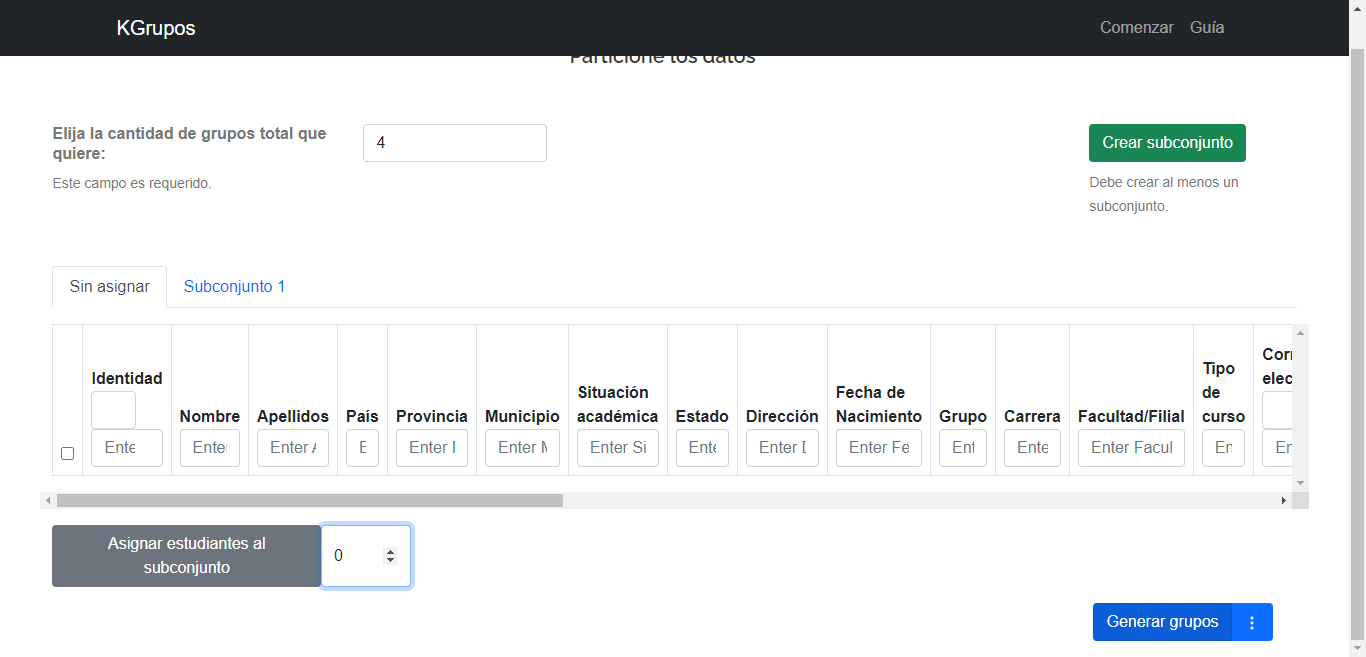 KGrupos
Comenzar Guía
Particione los datos
Elija la cantidad de grupos total que
quiere:
4
Crear subconjunto
Este campo es requerido.
Debe crear al menos un
subconjunto.
Sin asignar Subconjunto 1
Identidad
Nombre
Apellidos
País
Provincia
Municipio
Situación
académica
Estado
Dirección
Fecha de
Nacimiento
Grupo
Carrera
Facultad/Filial
Tipo
de
curso
Corr
elec
Ente Enter Enter A E Enter F Enter M Enter Si Ente Enter D Enter Fe Ent Ente Enter Facul En En
Asignar estudiantes al
subconjunto
0
Generar grupos